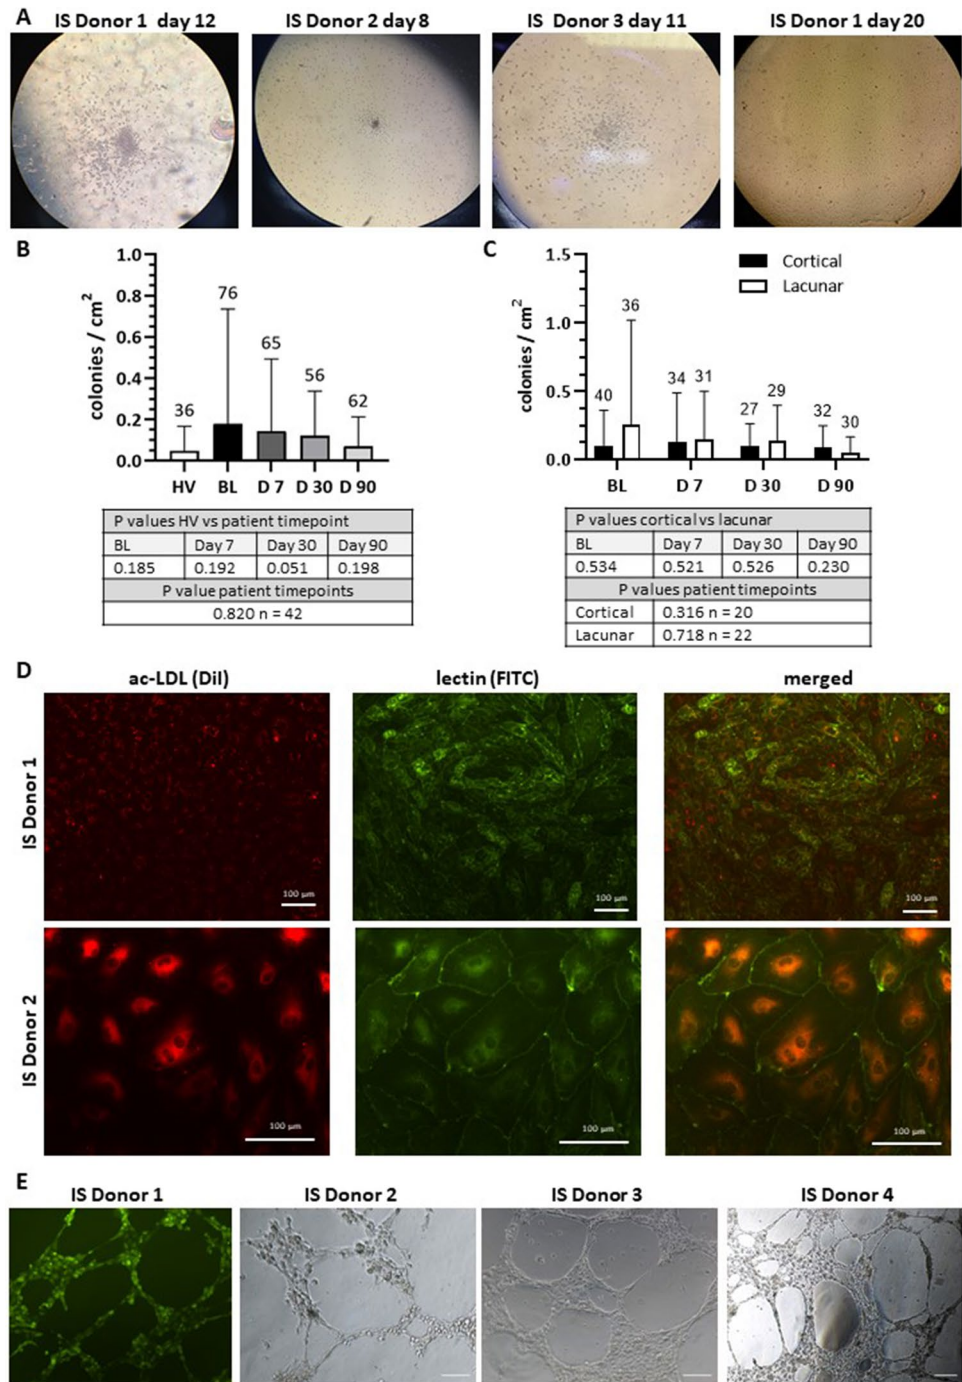 A
IS Donor 1 day 12
IS Donor 2 day 8
IS Donor 3 day 11
IS Donor 1 day 20
B
colonies / cm2
1.0
0.8
0.6
0.4
0.2
0.0
36
76
65
56
62
HV BL D 7 D 30 D 90
P values HV vs patient timepoint
BL Day 7 Day 30 Day 90
0.185 0.192 0.051 0.198
P value patient timepoints
0.820 n = 42
C
colonies / cm2
1.5
1.0
0.5
0.0
Cortical
Lacunar
40 36 34 31 27 29 32 30
BL D 7 D 30 D 90
P values cortical vs lacunar
BL Day 7 Day 30 Day 90
0.534 0.521 0.526 0.230
P values patient timepoints
Cortical 0.316 n = 20
Lacunar 0.718 n = 22
D
ac-LDL (DiI) lectin (FITC) merged
IS Donor 1
100 µm
100 µm
100 µm
IS Donor 2
100 µm
100 µm
100 µm
E
IS Donor 1
IS Donor 2
IS Donor 3
IS Donor 4